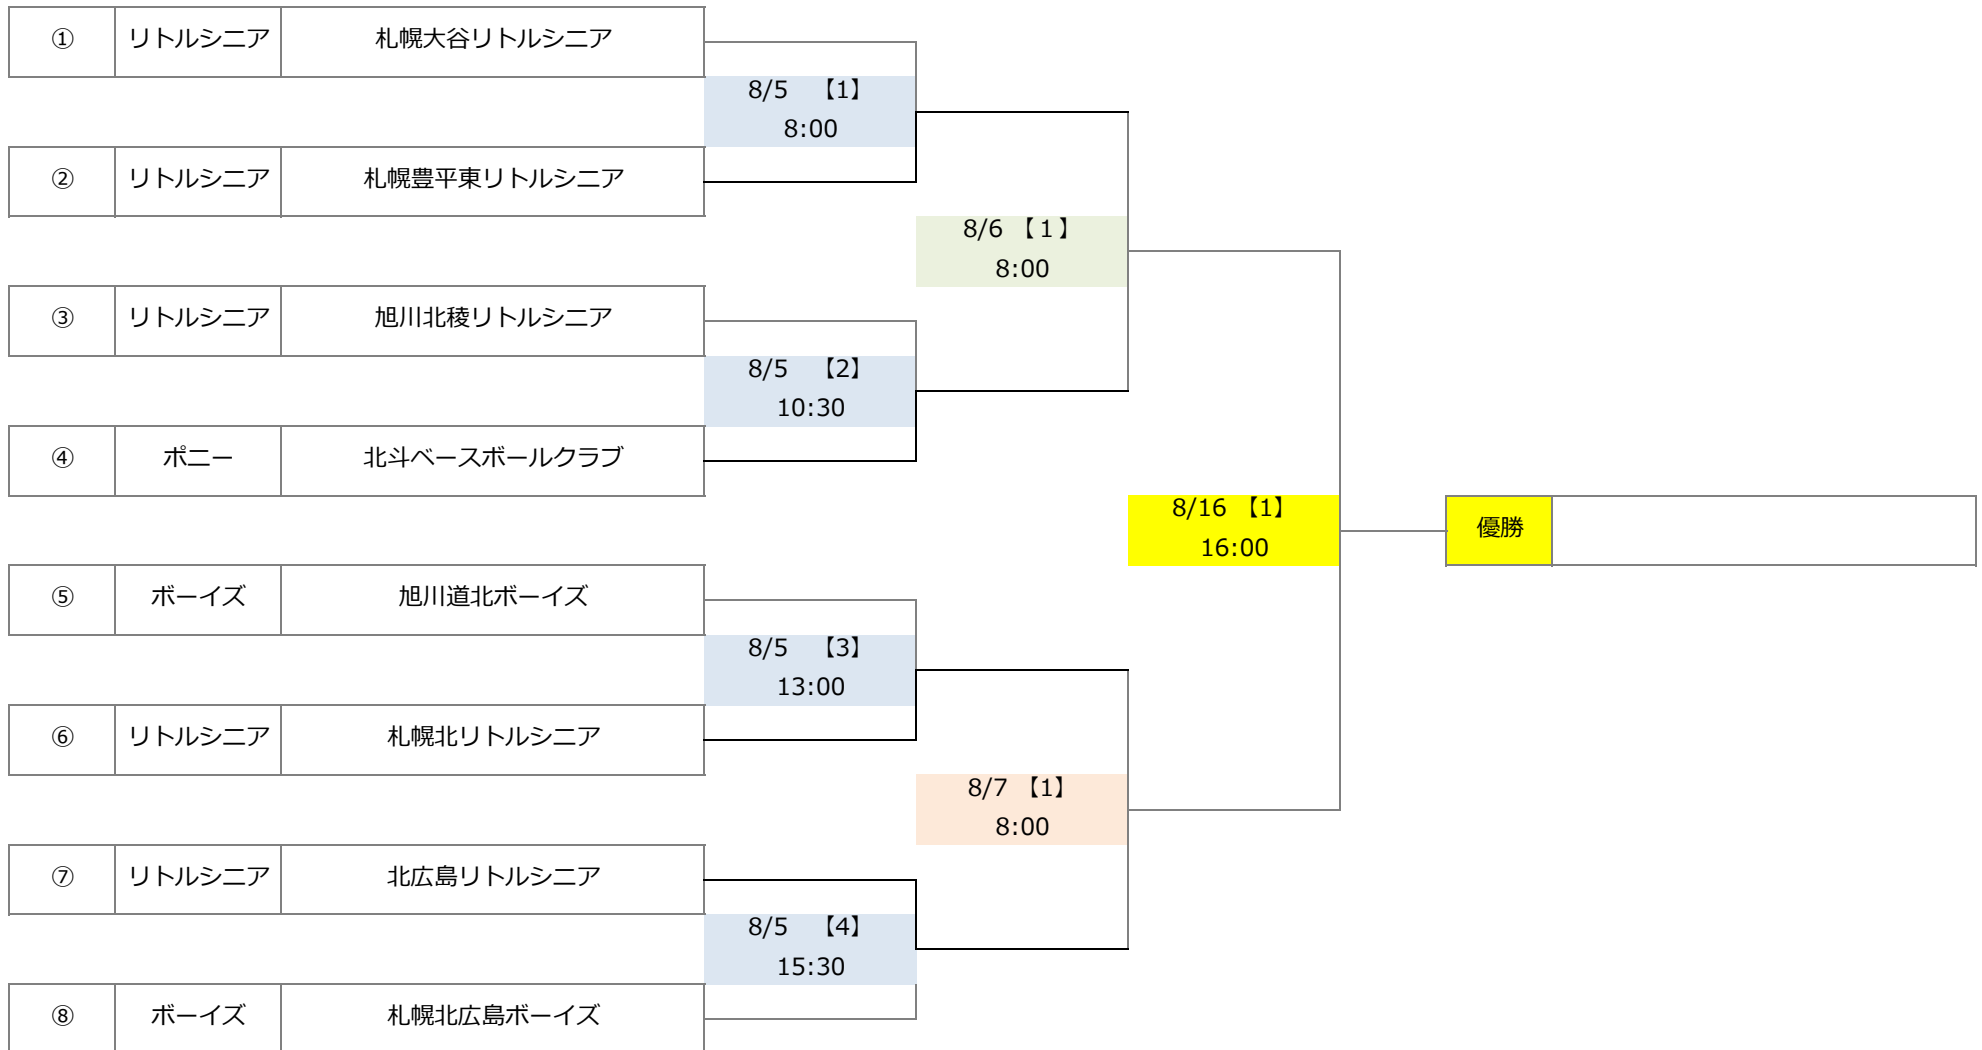 ① リトルシニア 札幌大谷リトルシニア
8/5 【1】
8:00
② リトルシニア 札幌豊平東リトルシニア
8/6 【１】
8:00
③ リトルシニア 旭川北稜リトルシニア
8/5 【2】
10:30
④ ポニー 北斗ベースボールクラブ
8/16 【1】
16:00
優勝
⑤ ボーイズ 旭川道北ボーイズ
8/5 【3】
13:00
⑥ リトルシニア 札幌北リトルシニア
8/7 【1】
8:00
⑦ リトルシニア 北広島リトルシニア
8/5 【4】
15:30
⑧ ボーイズ 札幌北広島ボーイズ